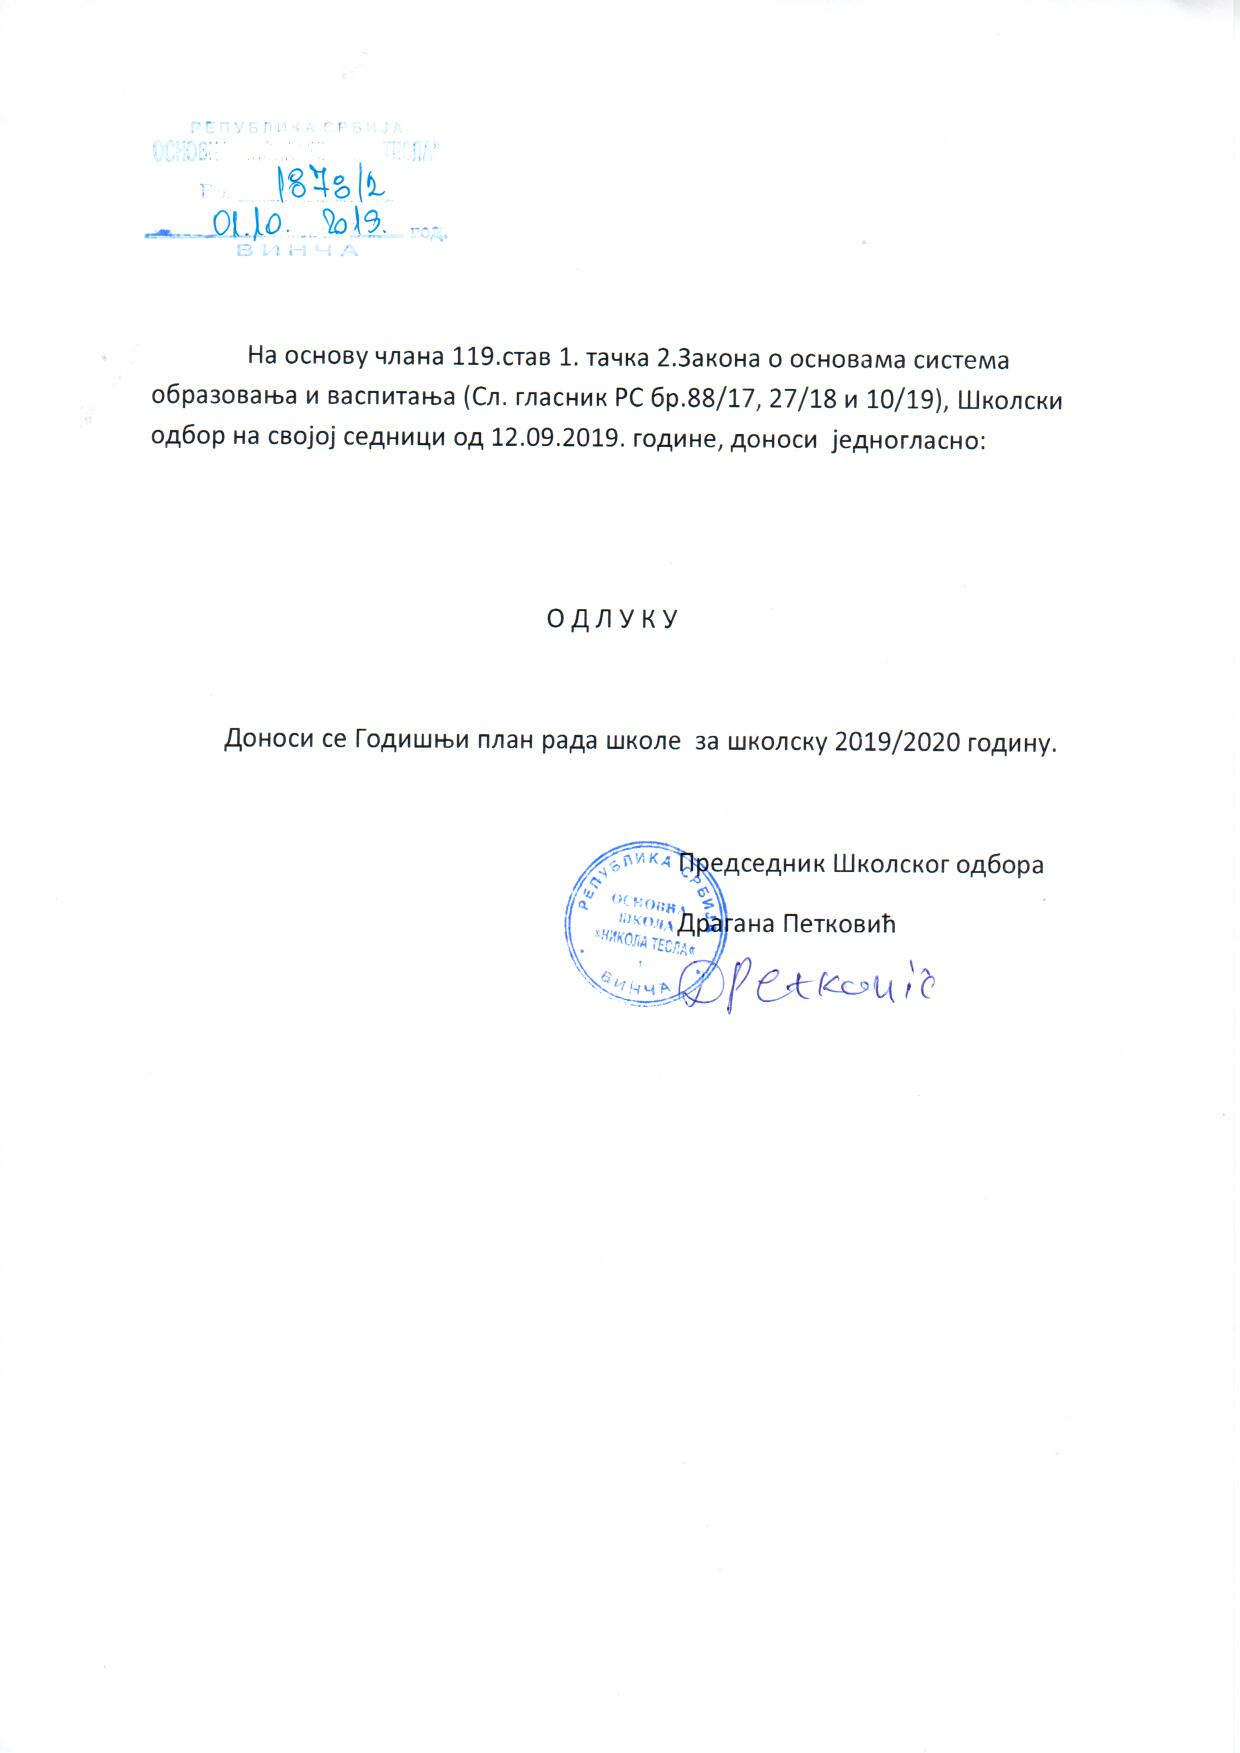 РЕПУБЛИКА СРБИЈА
ТЕСЛА"
1878/2
01.10. 2019. год.
ВИНЧА
На основу члана 119.став 1. тачка 2.Закона о основама система
образовања и васпитања (Сл. гласник РС бр.88/17, 27/18 и 10/19), Школски
одбор на својој седници од 12.09.2019. године, доноси једногласно:
О Д Л У К У
Доноси се Годишњи план рада школе за школску 2019/2020 годину.
Председник Школског одбора
Драгана Петковић
РЕПУБЛИКА СРБИЈА
ОСНОВНА
ШКОЛА
»НИКОЛА ТЕСЛА«
1
ВИНЧА
DPetković